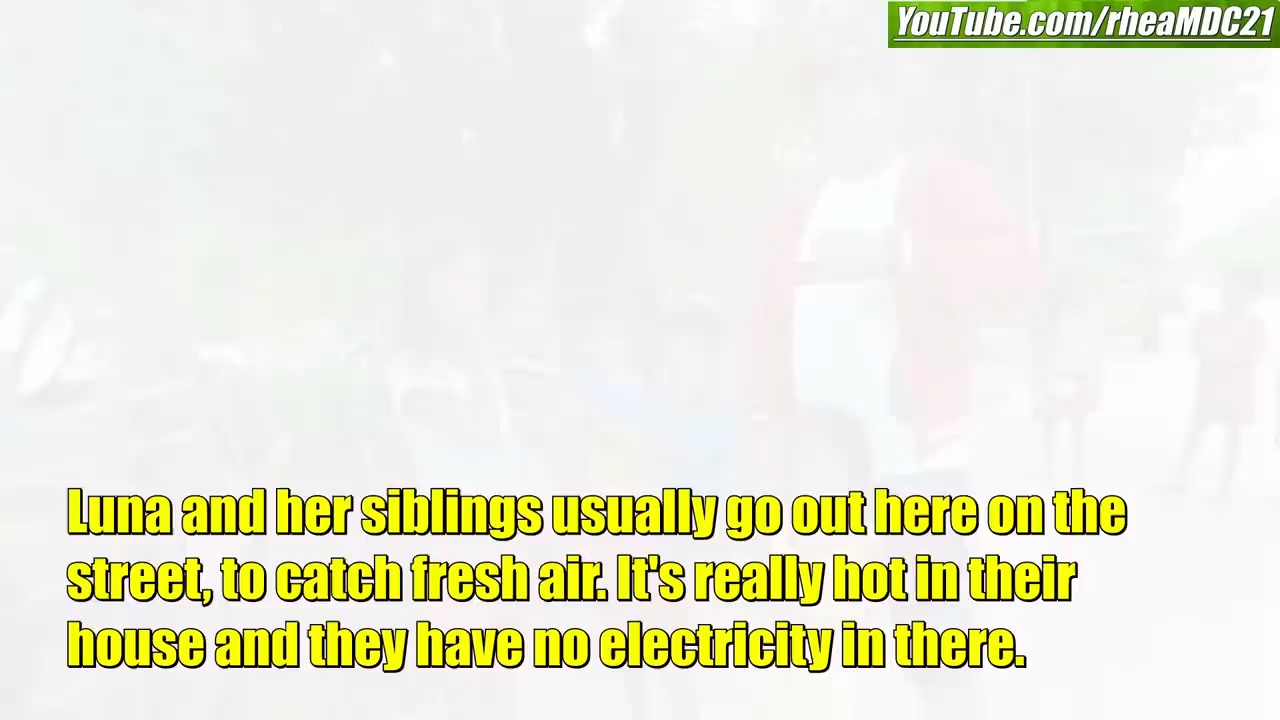 YouTube.com/rheaMDC21
Luna and her siblings usually go out here on the
street, to catch fresh air. It's really hot in their
house and they have no electricity in there.